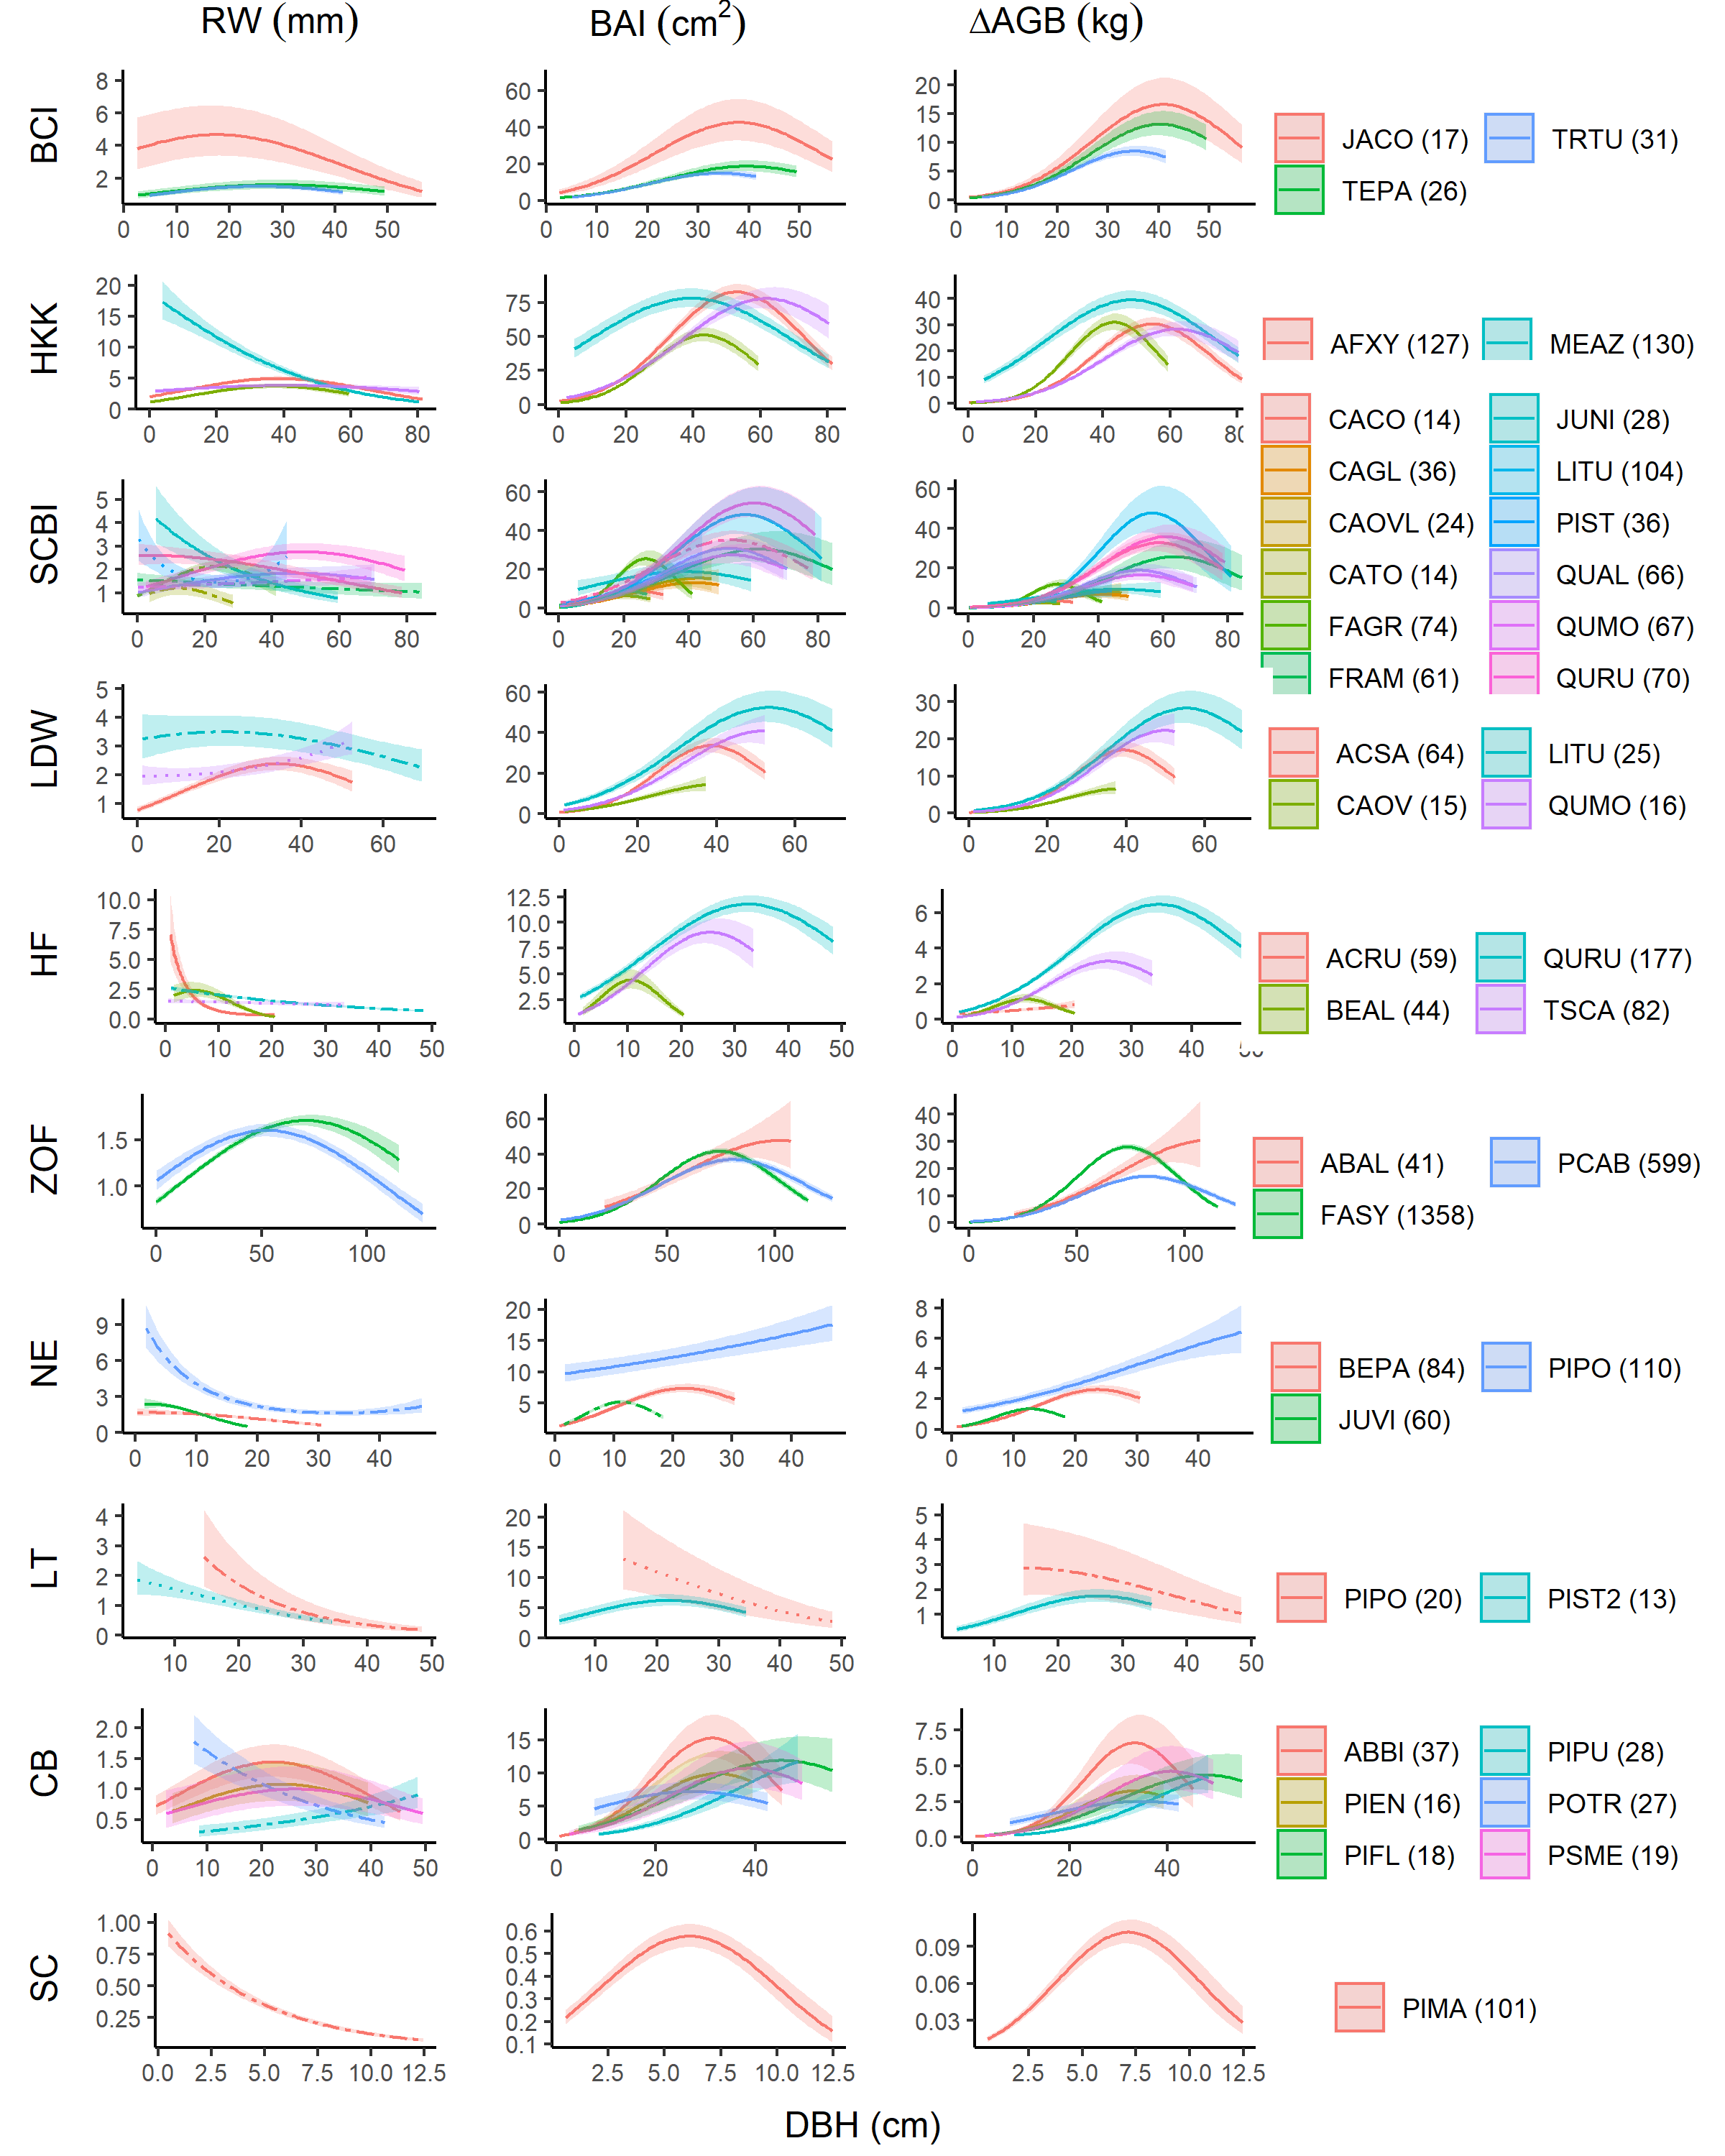 RW (mm) BAI (cm²) ΔAGB (kg)
BCI
8 6 4 2
0 10 20 30 40 50
60 40 20 0
0 10 20 30 40 50
20 15 10 5 0
0 10 20 30 40 50
JACO (17) TRTU (31)
TEPA (26)
HKK
20 15 10 5 0
0 20 40 60 80
75 50 25 0
0 20 40 60 80
40 30 20 10 0
0 20 40 60
AFXY (127) MEAZ (130)
SCBI
5 4 3 2 1
0 20 40 60 80
60 40 20 0
0 20 40 60 80
60 40 20 0
0 20 40 60 80
CACO (14) JUNI (28)
CAGL (36) LITU (104)
CAOVL (24) PIST (36)
CATO (14) QUAL (66)
FAGR (74) QUMO (67)
FRAM (61) QURU (70)
LDW
5 4 3 2 1
0 20 40 60
60 40 20 0
0 20 40 60
30 20 10 0
0 20 40 60
ACSA (64) LITU (25)
CAOV (15) QUMO (16)
HF
10.0 7.5 5.0 2.5 0.0
0 10 20 30 40 50
12.5 10.0 7.5 5.0 2.5
0 10 20 30 40 50
6 4 2 0
0 10 20 30 40
ACRU (59) QURU (177)
BEAL (44) TSCA (82)
ZOF
1.5 1.0
0 50 100
60 40 20 0
0 50 100
40 30 20 10 0
0 50 100
ABAL (41) PCAB (599)
FASY (1358)
NE
9 6 3 0
0 10 20 30 40
20 15 10 5
0 10 20 30 40
8 6 4 2 0
0 10 20 30 40
BEPA (84) PIPO (110)
JUVI (60)
LT
4 3 2 1 0
10 20 30 40 50
20 15 10 5 0
10 20 30 40 50
5 4 3 2 1
10 20 30 40 50
PIPO (20) PIST2 (13)
CB
2.0 1.5 1.0 0.5
0 10 20 30 40 50
15 10 5 0
0 20 40
7.5 5.0 2.5 0.0
0 20 40
ABBI (37) PIPU (28)
PIEN (16) POTR (27)
PIFL (18) PSME (19)
SC
1.00 0.75 0.50 0.25
0.0 2.5 5.0 7.5 10.0 12.5
0.6 0.5 0.4 0.3 0.2 0.1
2.5 5.0 7.5 10.0 12.5
0.09 0.06 0.03
2.5 5.0 7.5 10.0 12.5
PIMA (101)
DBH (cm)